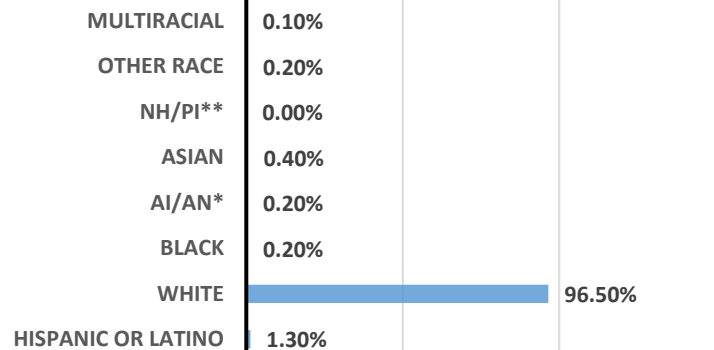 MULTIRACIAL 0.10%
OTHER RACE 0.20%
NH/PI** 0.00%
ASIAN 0.40%
AI/AN* 0.20%
BLACK 0.20%
WHITE 96.50%
HISPANIC OR LATINO 1.30%